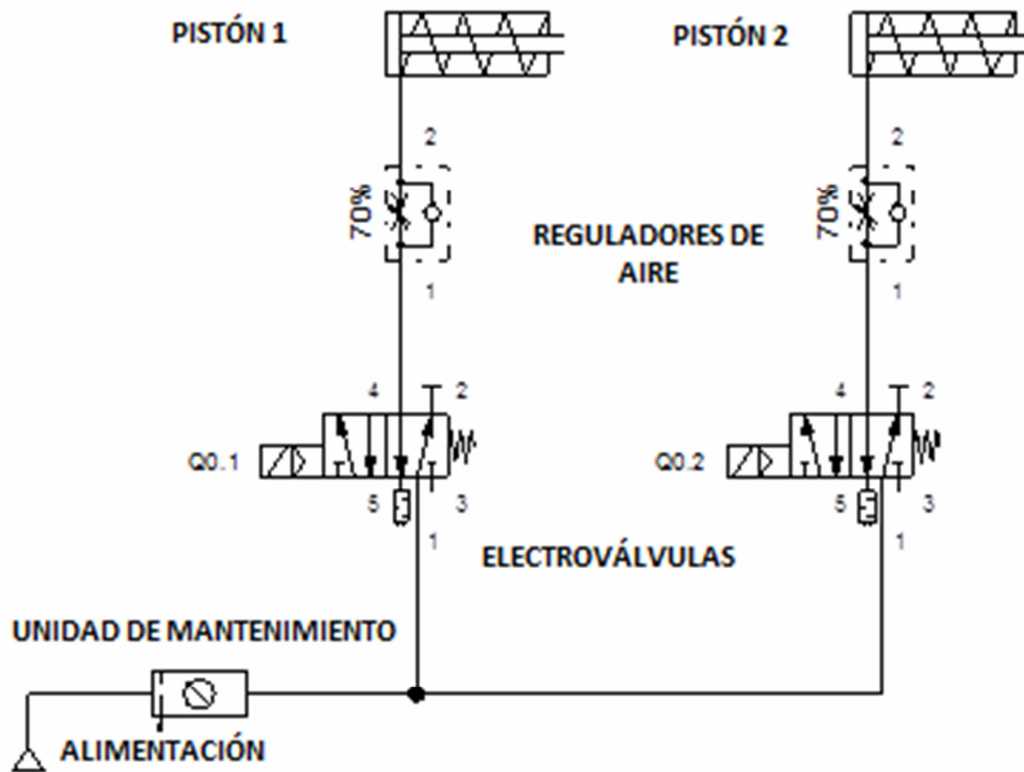 PISTÓN 1
PISTÓN 2
2
2
70%
70%
REGULADORES DE
AIRE
1
1
4
2
4
2
Q0.1
Q0.2
5
3
5
3
1
1
ELECTROVÁLVULAS
UNIDAD DE MANTENIMIENTO
ALIMENTACIÓN